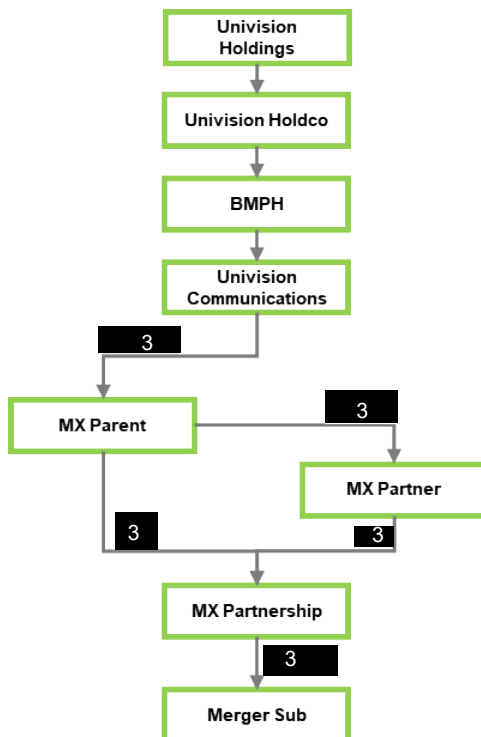 Univision
Holdings
Univision Holdco
BMPH
Univision
Communications
3
MX Parent
3
MX Partner
3
3
MX Partnership
3
Merger Sub